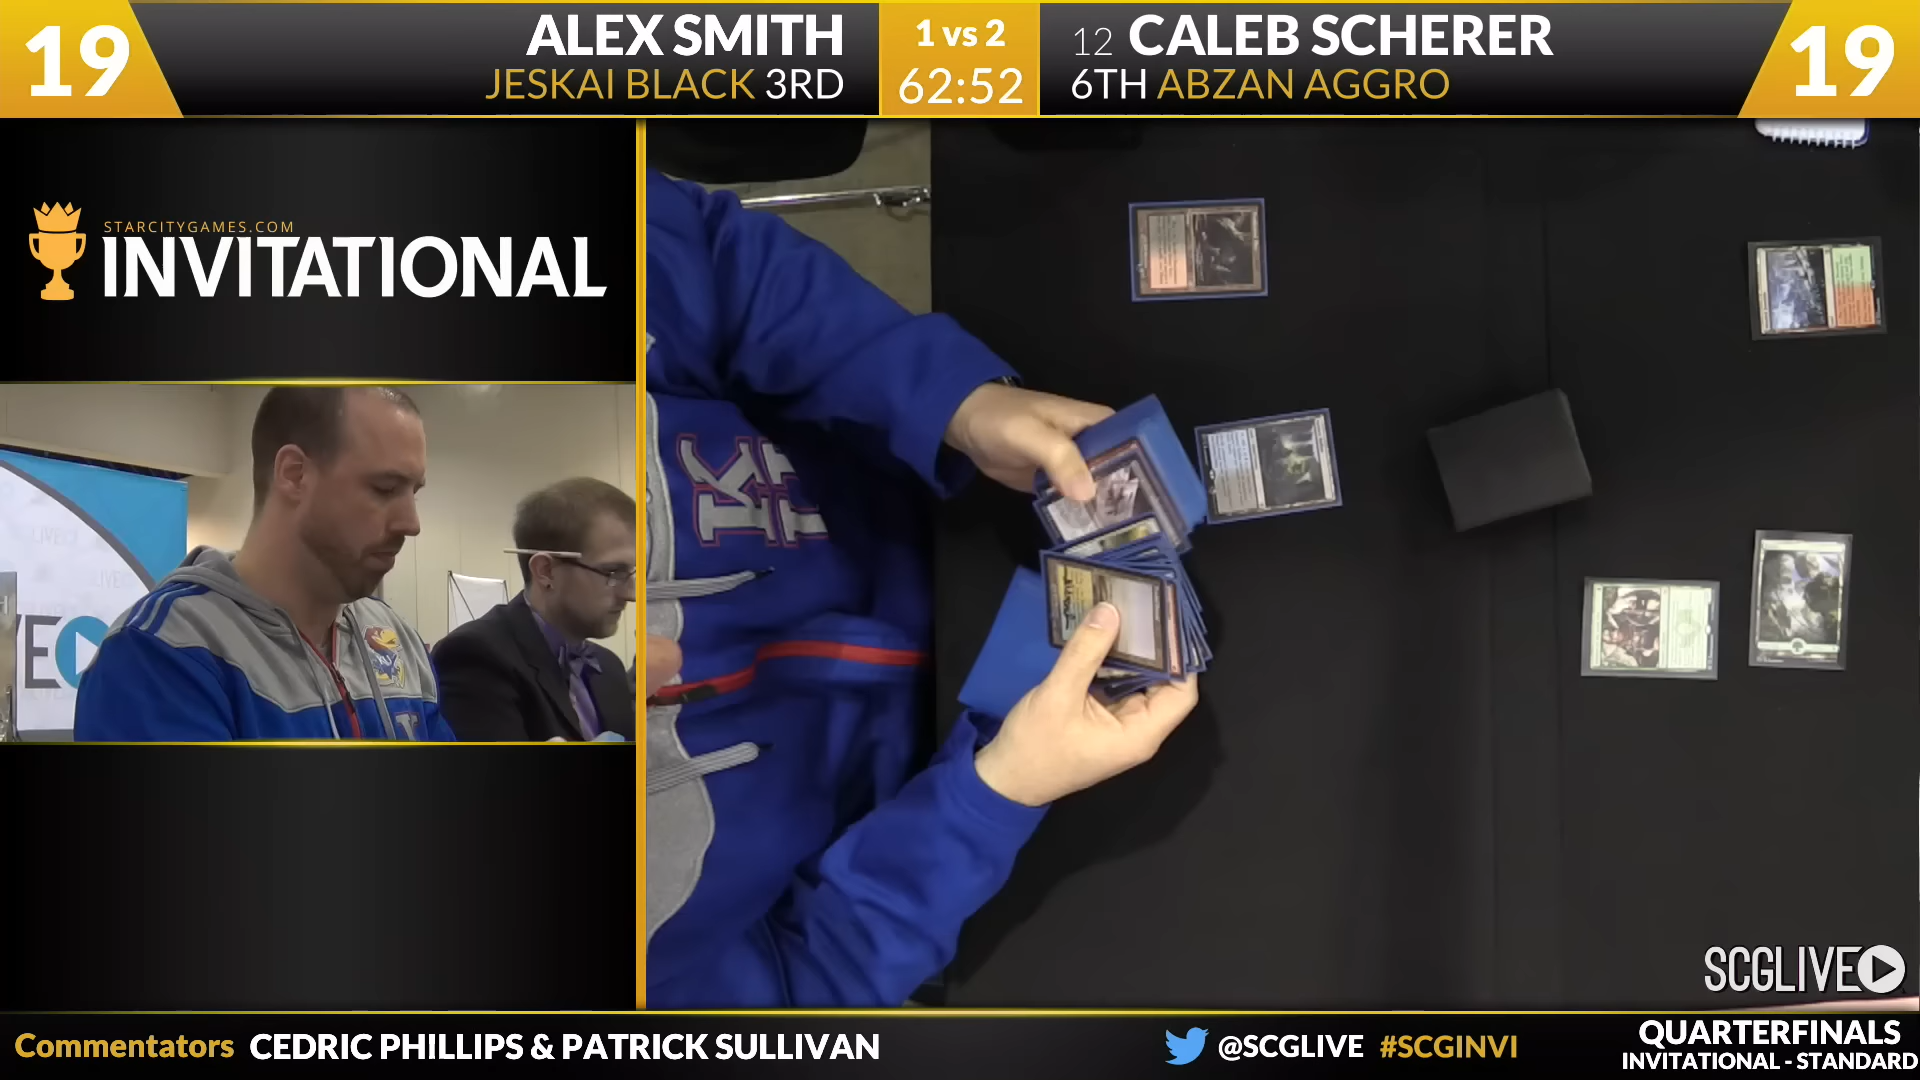 19
ALEX SMITH
JESKAI BLACK 3RD
1 vs 2
62:52
12 CALEB SCHERER
6TH ABZAN AGGRO
19
STARCITYGAMES.COM
INVITATIONAL
KU
SCGLIVE
Commentators CEDRIC PHILLIPS & PATRICK SULLIVAN
@SCGLIVE #SCGINVI
QUARTERFINALS
INVITATIONAL - STANDARD